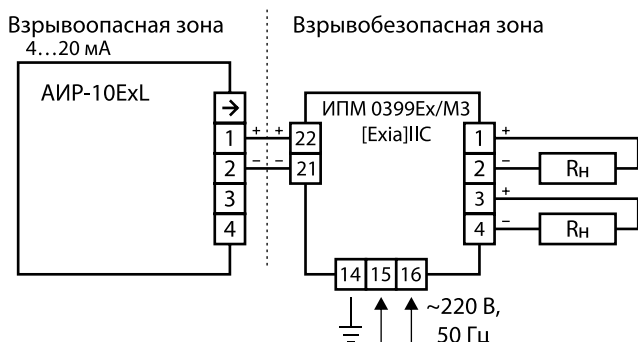 Взрывоопасная зона
Взрывобезопасная зона
4...20 мА
АИР-10ExL
ИПМ 0399Ex/M3
[Exia]IIC
→
1
2
3
4
+ +
– –
22
21
1
2
3
4
+
–
+
–
Rн
Rн
14 15 16
~220 В,
50 Гц